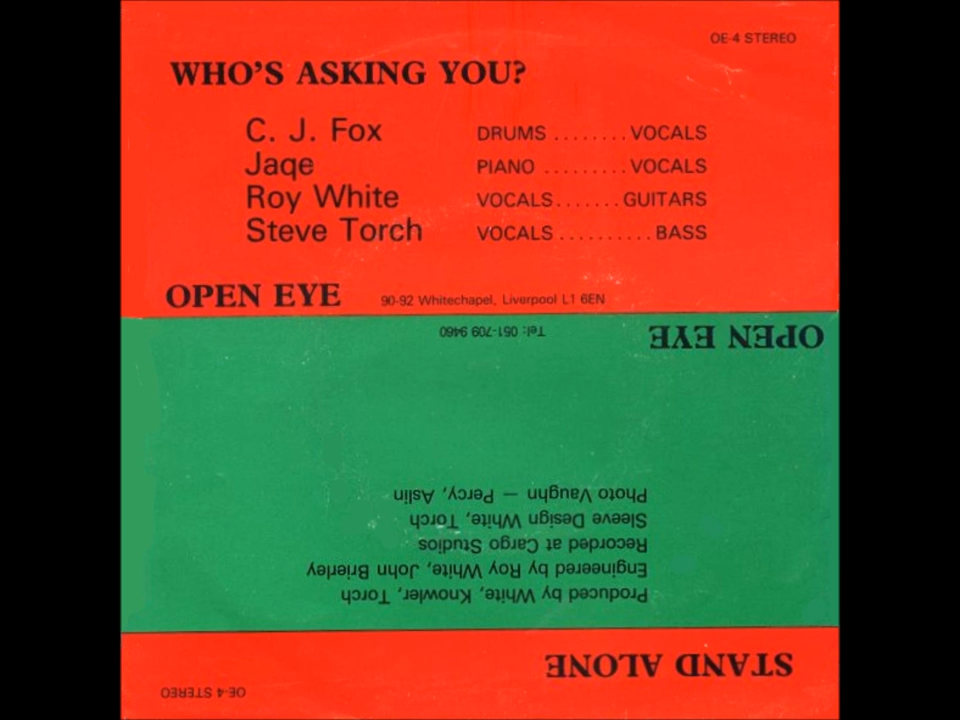 OE-4 STEREO
WHO'S ASKING YOU?
C. J. Fox DRUMS ........ VOCALS
Jaqe PIANO ......... VOCALS
Roy White VOCALS ....... GUITARS
Steve Torch VOCALS .......... BASS
OPEN EYE 90-92 Whitechapel, Liverpool L1 6EN
OE-4 STEREO
STAND ALONE
Produced by White, Knowler, Torch
Engineered by Roy White, John Brierley
Recorded at Cargo Studios
Sleeve Design White, Torch
Photo Vaughn — Percy, Aslin
OPEN EYE Tel: 051-709 9460